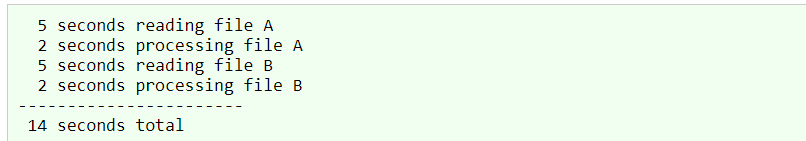 5 seconds reading file A
2 seconds processing file A
5 seconds reading file B
2 seconds processing file B
-----------------------
14 seconds total